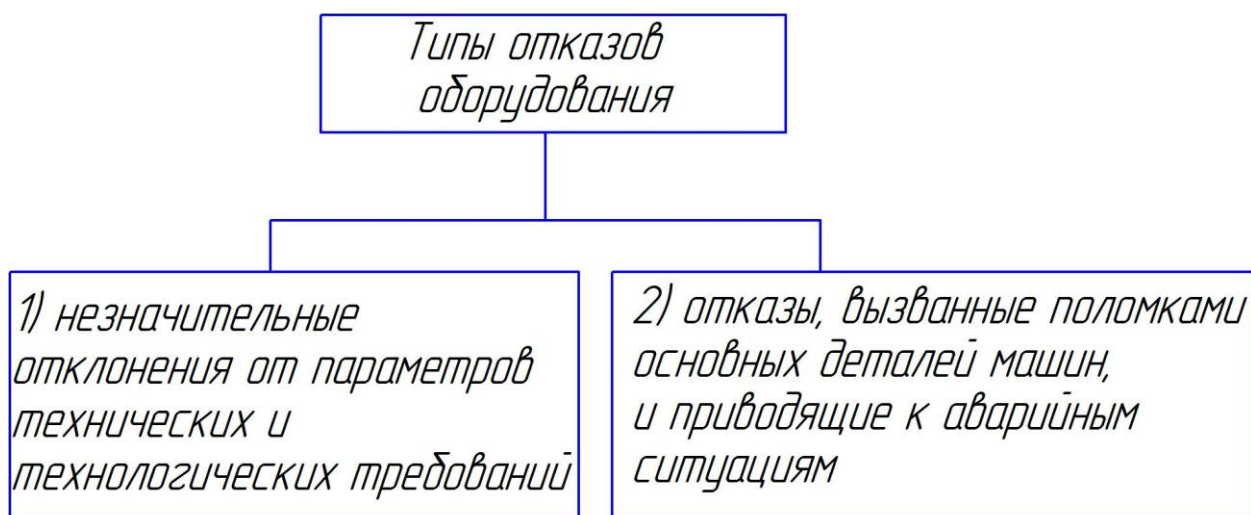 Типы отказов
оборудования
1) незначительные
отклонения от параметров
технических и
технологических требований
2) отказы, вызванные поломками
основных деталей машин,
и приводящие к аварийным
ситуациям